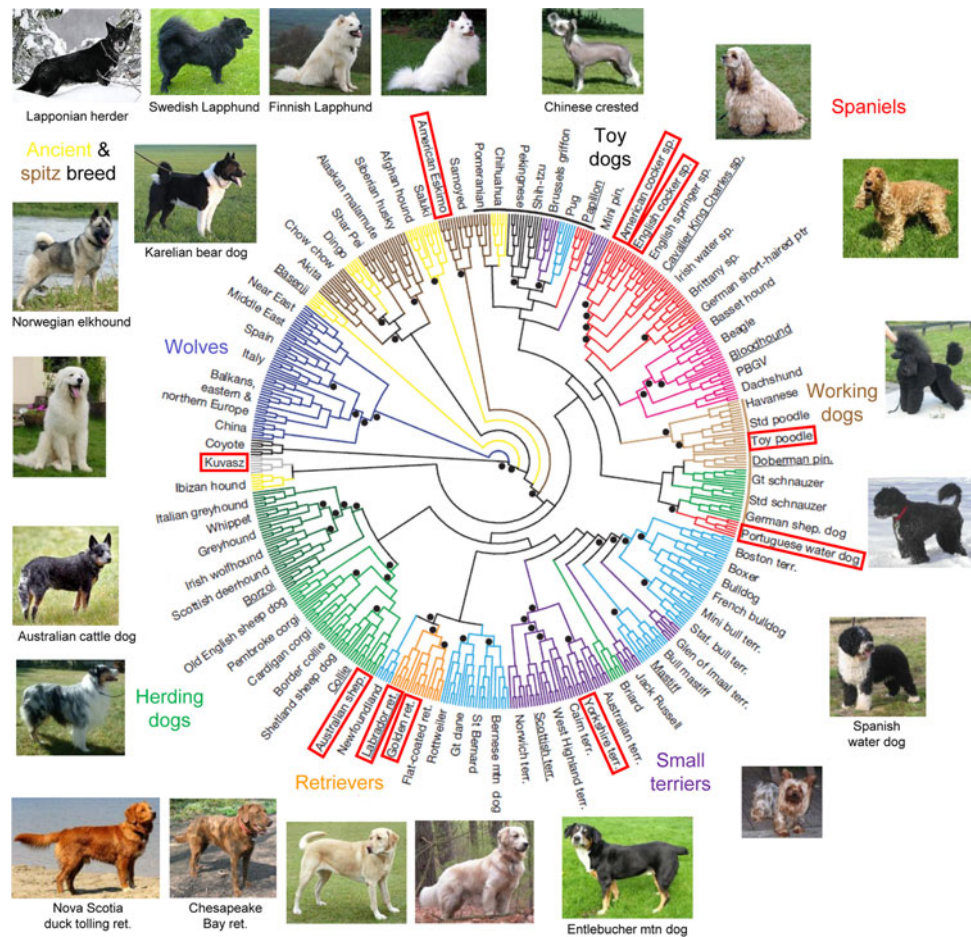 Lapponian herder
Swedish Lapphund
Finnish Lapphund
Chinese crested
Spaniels
Ancient &
spitz breed
Karelian bear dog
Norwegian elkhound
Toy
dogs
Wolves
Working
dogs
Australian cattle dog
Herding
dogs
Retrievers
Small
terriers
Spanish
water dog
Nova Scotia
duck tolling ret.
Chesapeake
Bay ret.
Entlebucher mtn dog
Kuvasz
Coyote
China
Balkans,
eastern &
northern Europe
Italy
Spain
Middle East
Near East
Basenji
Akita
Chow chow
Dingo
Shar Pei
Alaskan malamute
Siberian husky
Afghan hound
Saluki
American Eskimo
Samoyed
Pomeranian
Chihuahua
Pekingnese
Shih-tzu
Brussels griffon
Pug
Papillon
Mini pin.
American cocker sp.
English cocker sp.
English springer sp.
Cavalier King Charles sp.
Irish water sp.
Brittany sp.
German short-haired ptr
Basset hound
Beagle
Bloodhound
PBGV
Dachshund
Havanese
Std poodle
Toy poodle
Doberman pin.
Gt schnauzer
Std schnauzer
German shep. dog
Portuguese water dog
Boston terr.
Boxer
Bulldog
French bulldog
Mini bull terr.
Staf. bull terr.
Glen of Imaal terr.
Bull mastiff
Mastiff
Jack Russell
Briard
Australian terr.
Yorkshire terr.
Cairn terr.
West Highland terr.
Scottish terr.
Norwich terr.
Bernese mtn dog
St Bernard
Gt dane
Rottweiler
Flat-coated ret.
Golden ret.
Labrador ret.
Newfoundland
Australian shep.
Collie
Shetland sheep dog
Border collie
Cardigan corgi
Pembroke corgi
Old English sheep dog
Borzoi
Scottish deerhound
Irish wolfhound
Greyhound
Whippet
Italian greyhound
Ibizan hound